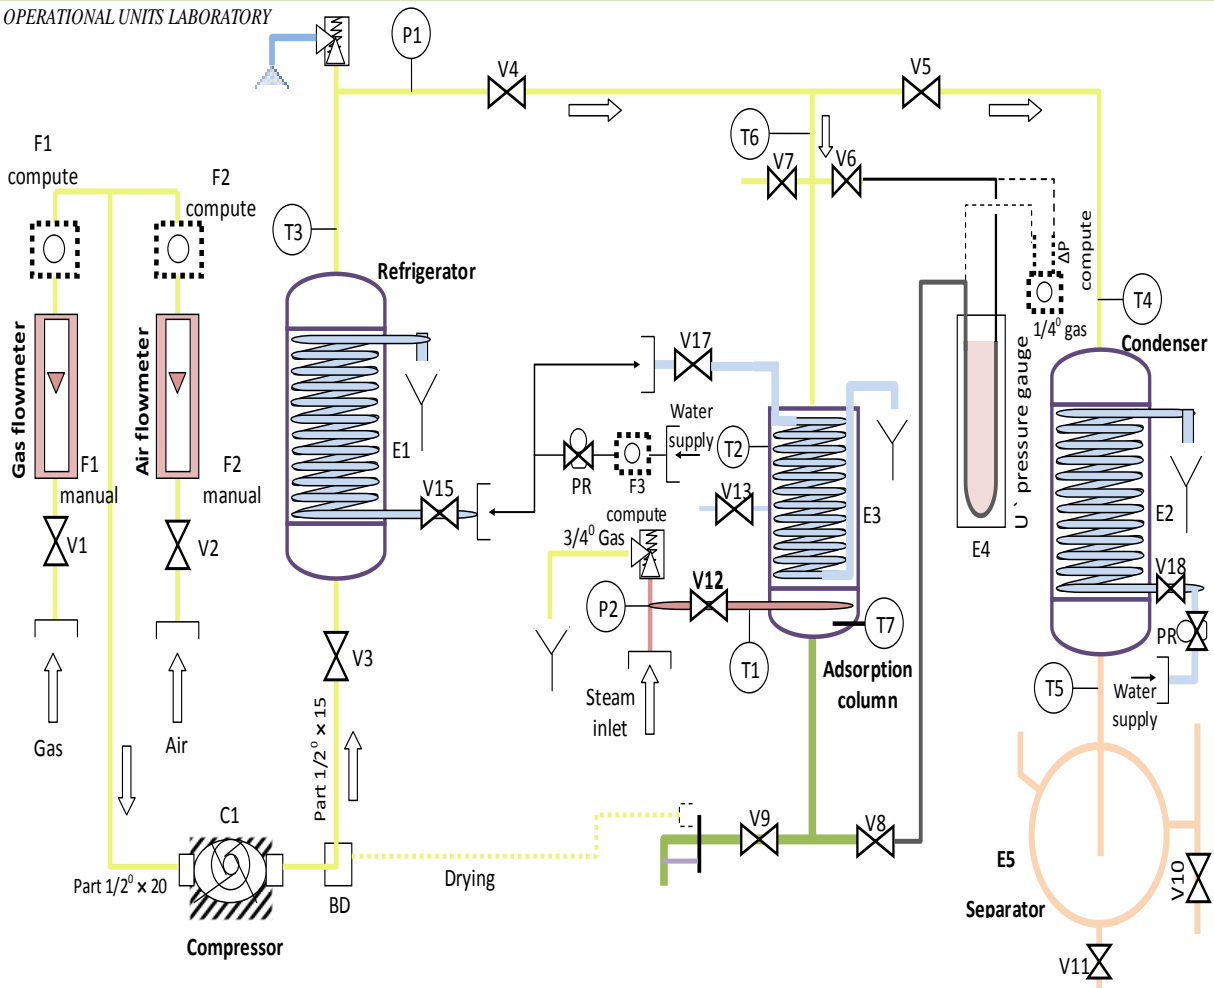 OPERATIONAL UNITS LABORATORY
P1
V4
V5
F1
compute
F2
compute
T6
V7
V6
T3
Refrigerator
ΔP
compute
T4
1/4⁰ gas
Condenser
Gas flowmeter
Air flowmeter
V17
U ` pressure gauge
Water
supply
T2
E1
F1
manual
F2
manual
PR
F3
compute
V15
V13
E3
E2
V1
V2
3/4⁰ Gas
E4
V12
V18
P2
T7
PR
V3
T1
Adsorption
column
T5
Water
supply
Steam
inlet
Gas
Air
Part 1/2⁰ x 15
C1
V9
V8
E5
V10
Part 1/2⁰ x 20
Drying
BD
Separator
Compressor
V11